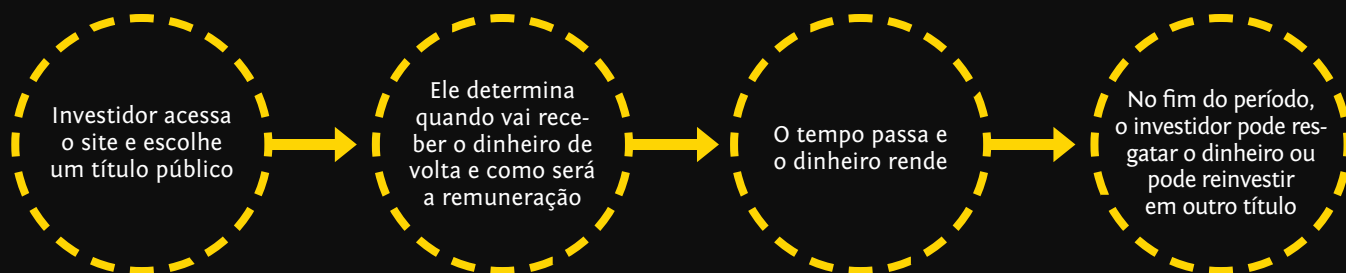 Investidor acessa
o site e escolhe
um título público
Ele determina
quando vai rece-
ber o dinheiro de
volta e como será
a remuneração
O tempo passa e
o dinheiro rende
No fim do período,
o investidor pode res-
gatar o dinheiro ou
pode reinvestir
em outro título